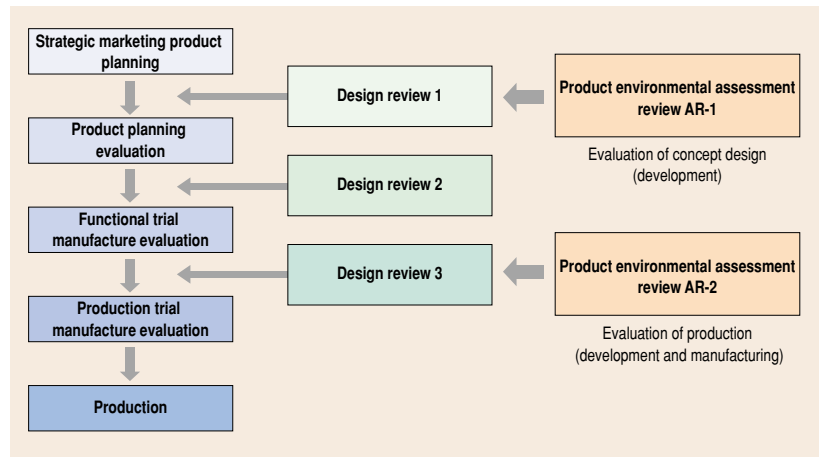 Strategic marketing product
planning
Design review 1
Product environmental assessment
review AR-1
Evaluation of concept design
(development)
Product planning
evaluation
Design review 2
Functional trial
manufacture evaluation
Design review 3
Product environmental assessment
review AR-2
Evaluation of production
(development and manufacturing)
Production trial
manufacture evaluation
Production